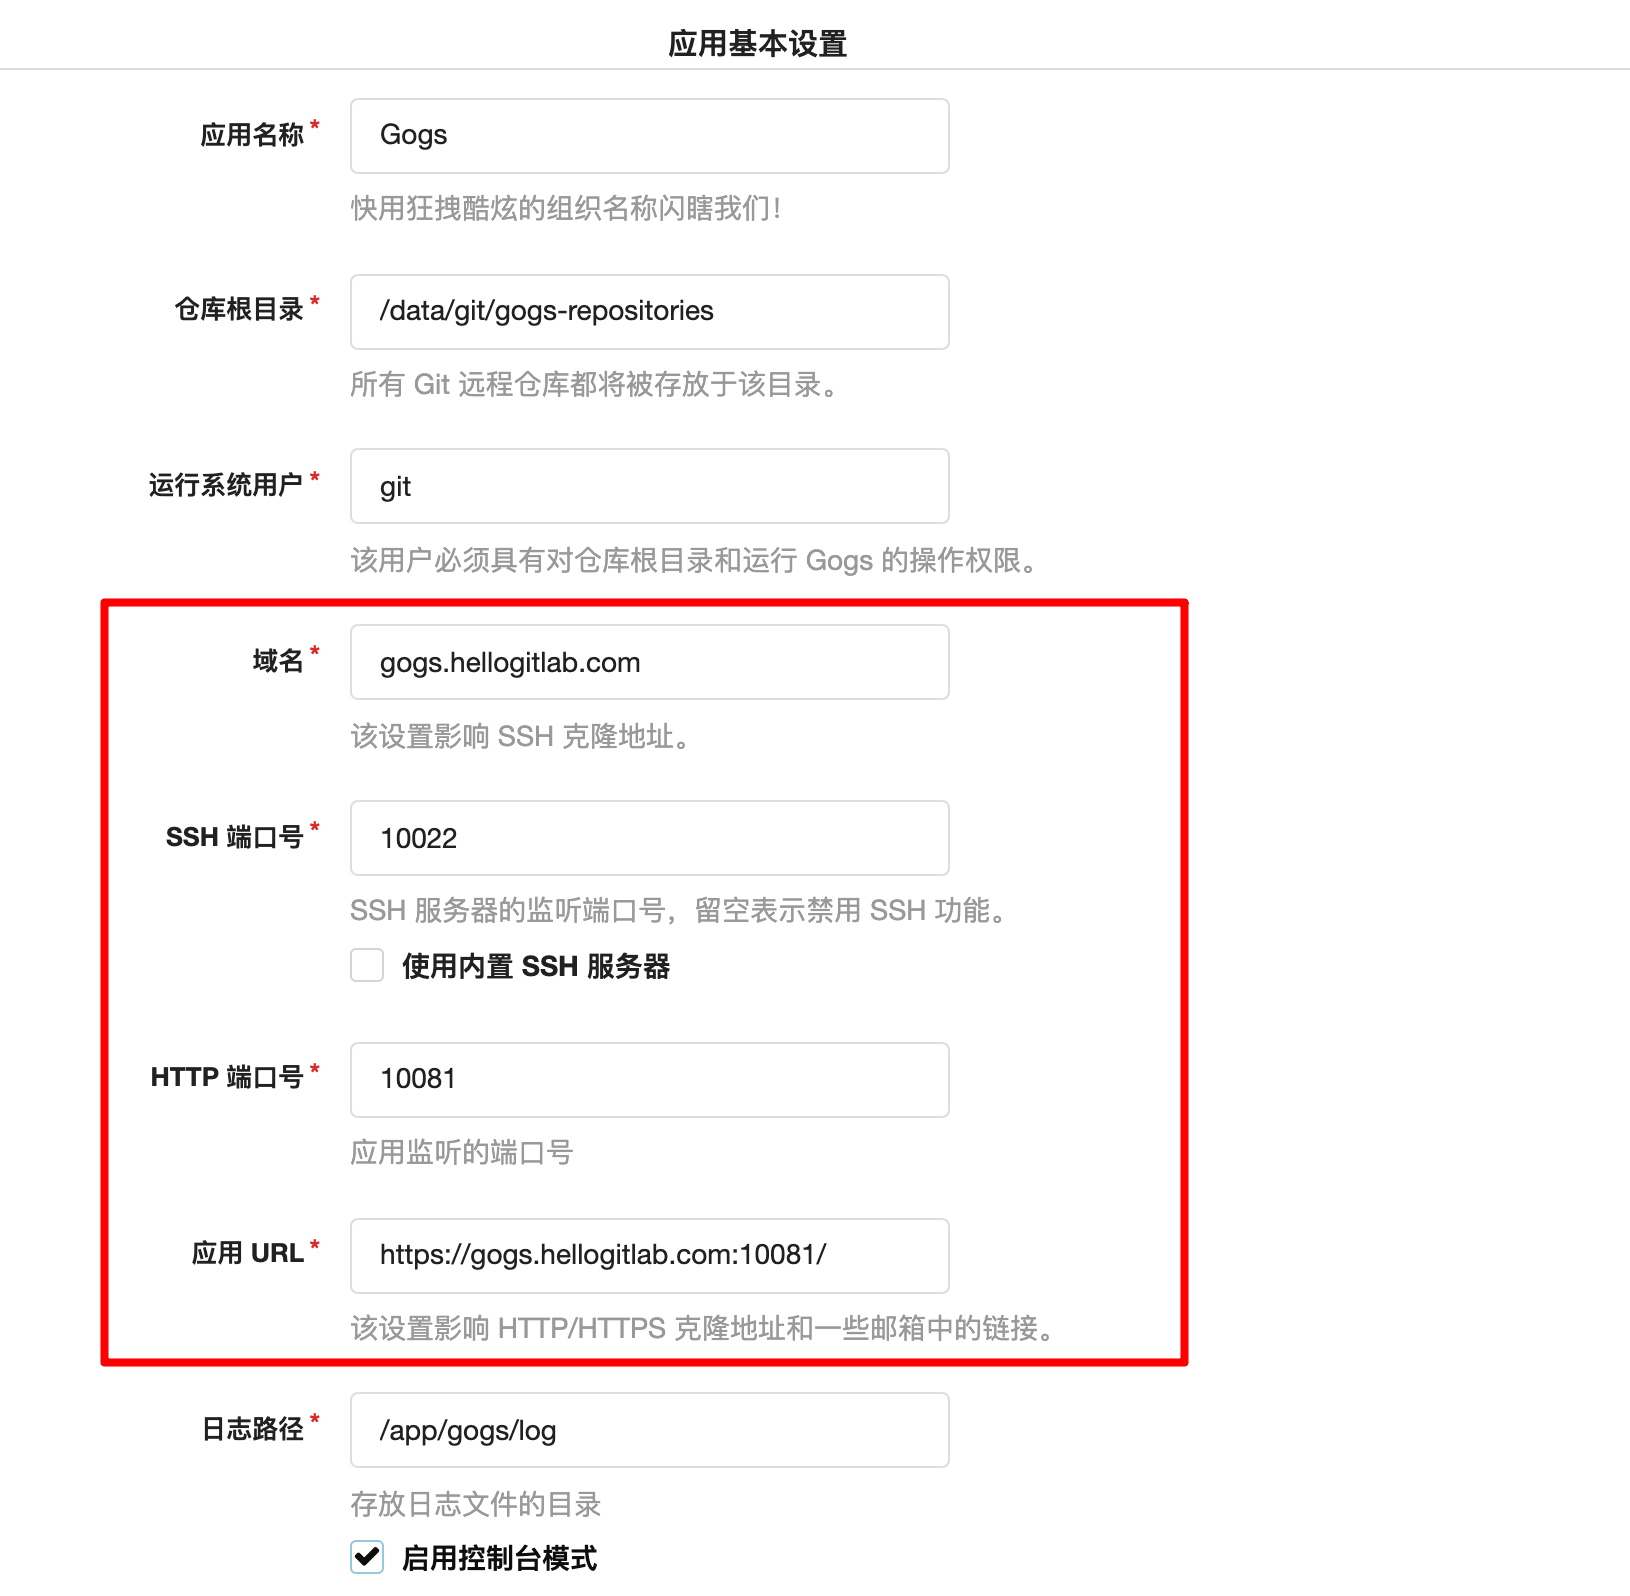 应用基本设置
应用名称*
Gogs
快用狂拽酷炫的组织名称闪瞎我们！
仓库根目录*
/data/git/gogs-repositories
所有 Git 远程仓库都将被存放于该目录。
运行系统用户*
git
该用户必须具有对仓库根目录和运行 Gogs 的操作权限。
域名*
gogs.hellogitlab.com
该设置影响 SSH 克隆地址。
SSH 端口号*
10022
SSH 服务器的监听端口号，留空表示禁用 SSH 功能。
使用内置 SSH 服务器
HTTP 端口号*
10081
应用监听的端口号
应用 URL*
https://gogs.hellogitlab.com:10081/
该设置影响 HTTP/HTTPS 克隆地址和一些邮箱中的链接。
日志路径*
/app/gogs/log
存放日志文件的目录
启用控制台模式